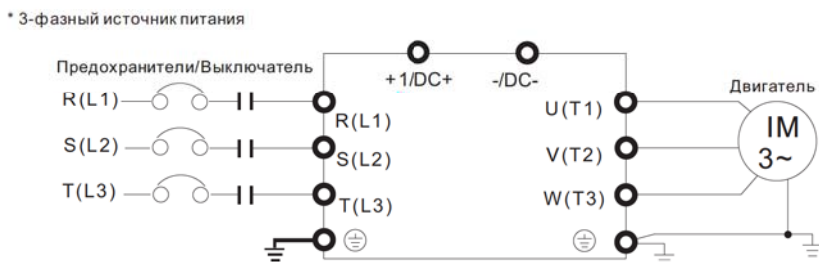 * 3-фазный источник питания
Предохранители/Выключатель
+1/DC+
-/DC-
Двигатель
R(L1)
R(L1)
U(T1)
IM
3~
S(L2)
S(L2)
V(T2)
T(L3)
T(L3)
W(T3)